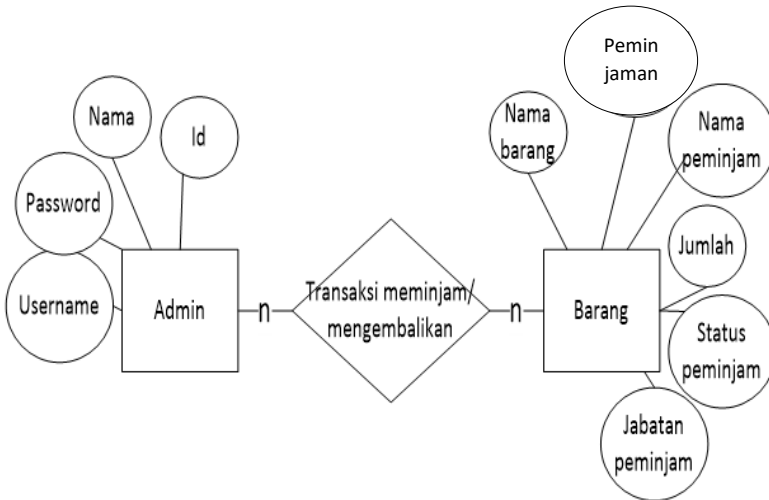 Pemin
jaman
Nama
Id
Nama
barang
Nama
peminjam
Password
Jumlah
Username
Admin
n
Transaksi meminjam/
mengembalikan
n
Barang
Status
peminjam
Jabatan
peminjam